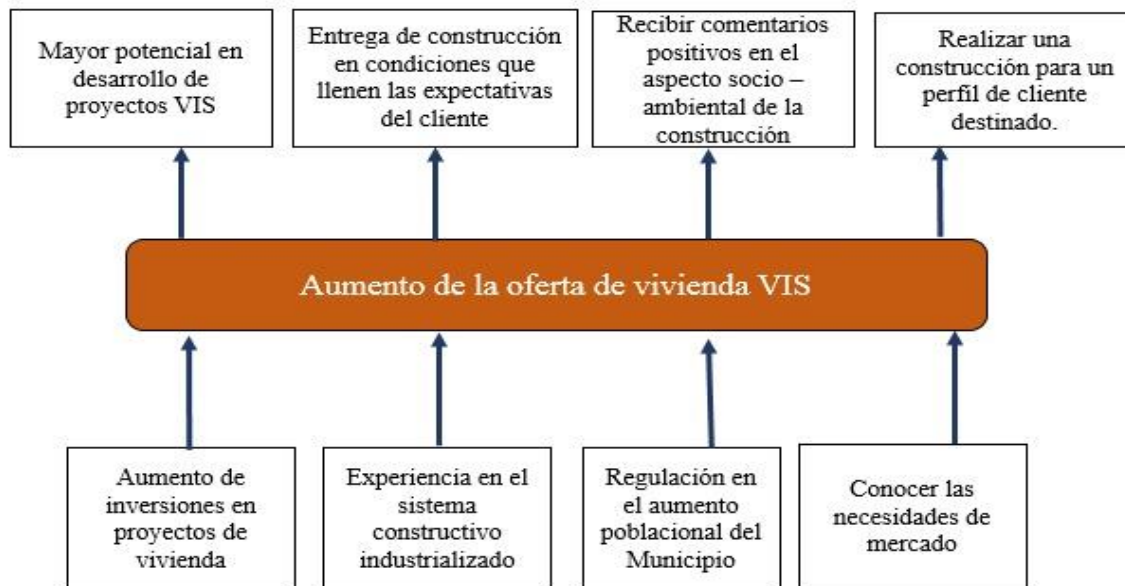 Mayor potencial en
desarrollo de
proyectos VIS
Entrega de construcción
en condiciones que
llenen las expectativas
del cliente
Recibir comentarios
positivos en el
aspecto socio –
ambiental de la
construcción
Realizar una
construcción para un
perfil de cliente
destinado.
Aumento de la oferta de vivienda VIS
Aumento de
inversiones en
proyectos de
vivienda
Experiencia en el
sistema
constructivo
industrializado
Regulación en
el aumento
poblacional del
Municipio
Conocer las
necesidades de
mercado